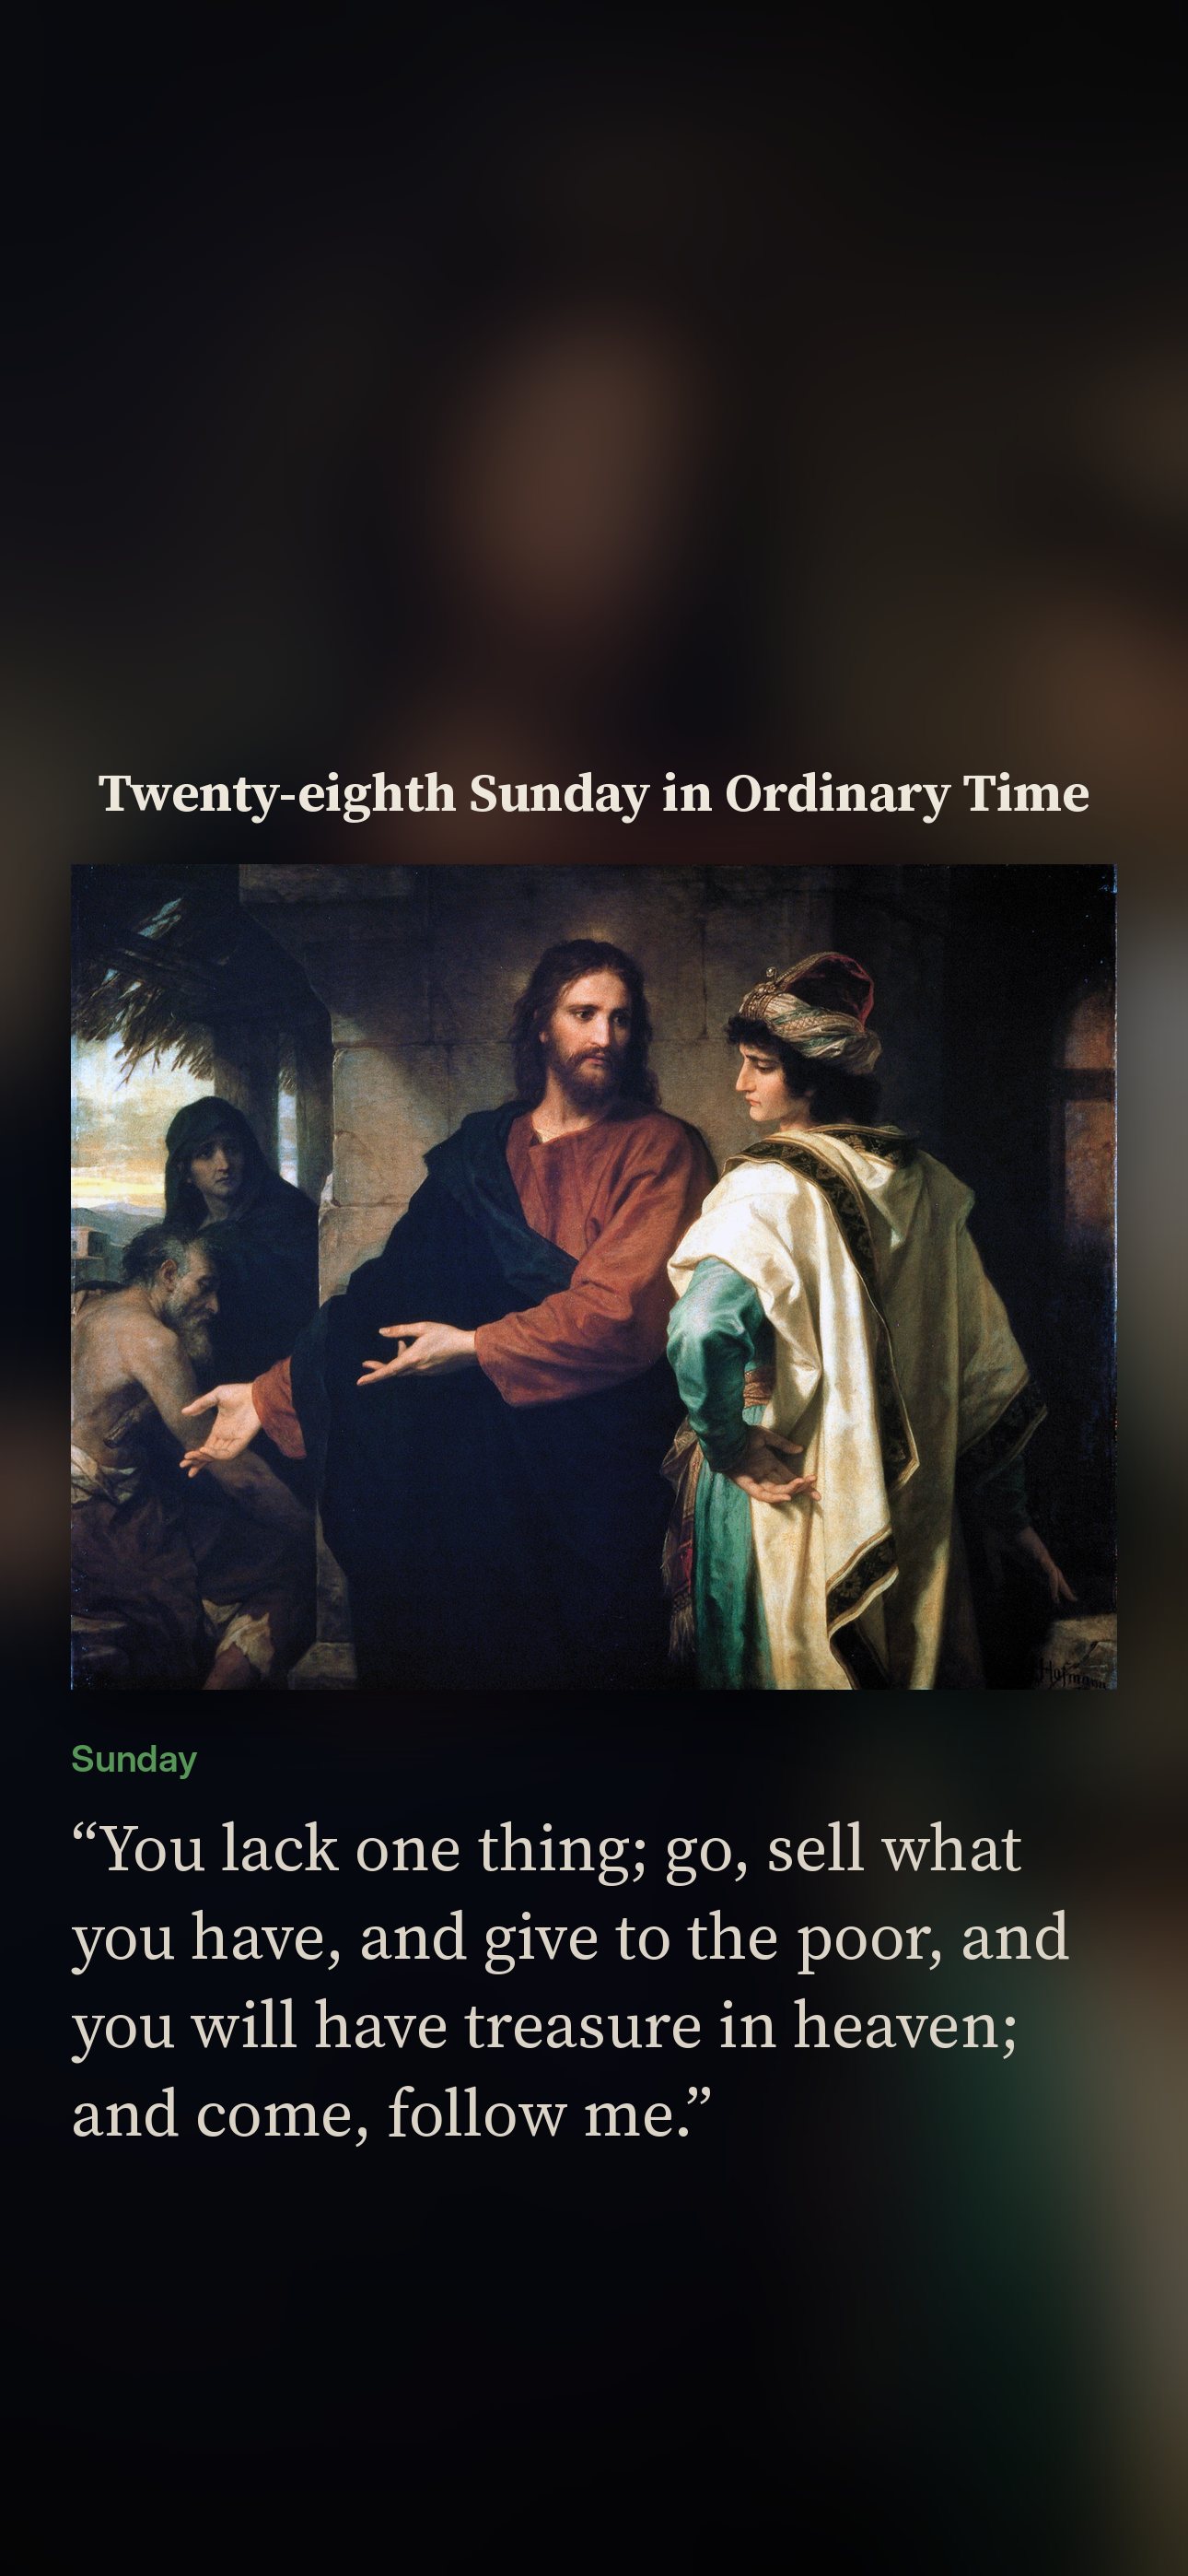 Twenty-eighth Sunday in Ordinary Time
Hofmann
Sunday
“You lack one thing; go, sell what
you have, and give to the poor, and
you will have treasure in heaven;
and come, follow me.”